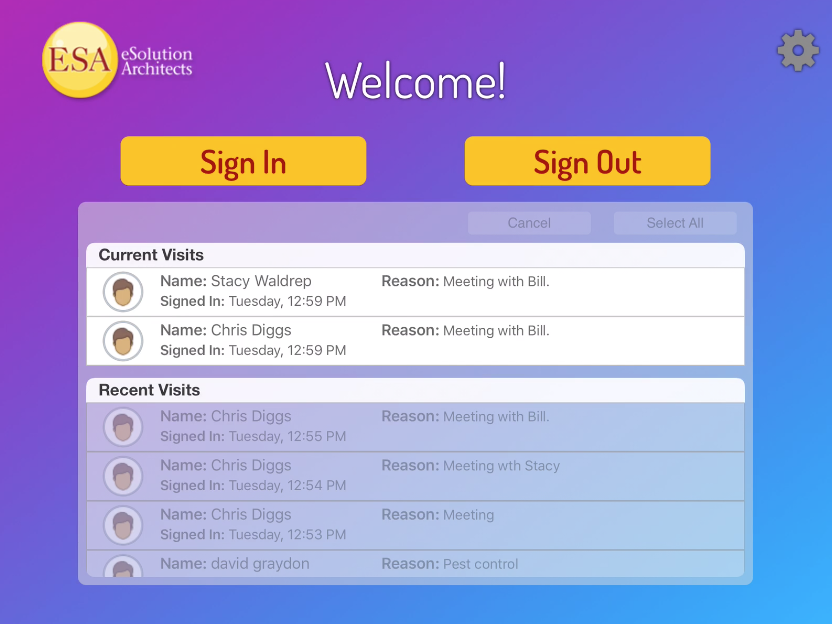 ESA eSolution
Architects
Welcome!
Sign In Sign Out
Cancel Select All
Current Visits
Name: Stacy Waldrep Reason: Meeting with Bill.
Signed In: Tuesday, 12:59 PM
Name: Chris Diggs Reason: Meeting with Bill.
Signed In: Tuesday, 12:59 PM
Recent Visits
Name: Chris Diggs Reason: Meeting with Bill.
Signed In: Tuesday, 12:55 PM
Name: Chris Diggs Reason: Meeting wth Stacy
Signed In: Tuesday, 12:54 PM
Name: Chris Diggs Reason: Meeting
Signed In: Tuesday, 12:53 PM
Name: david graydon Reason: Pest control